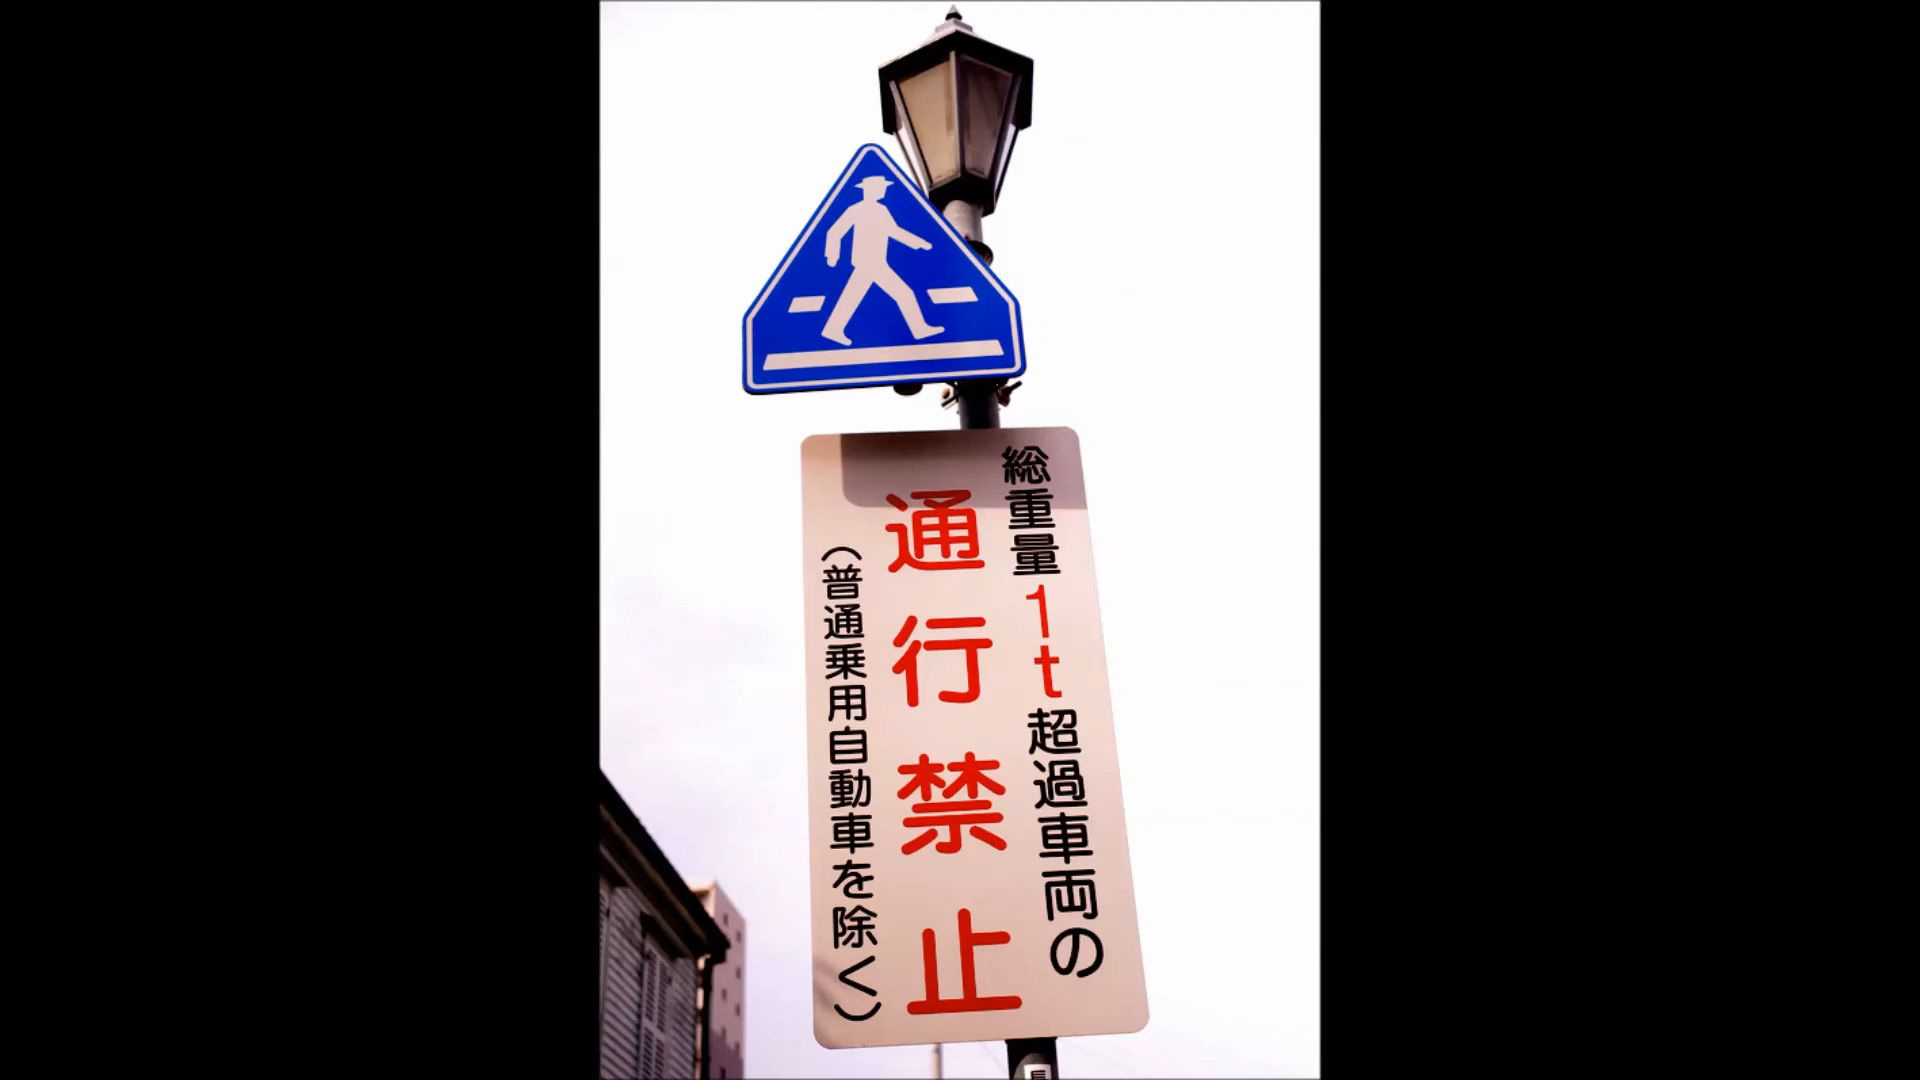 総重量1t超過車両の
通行禁止
（普通乗用自動車を除く）